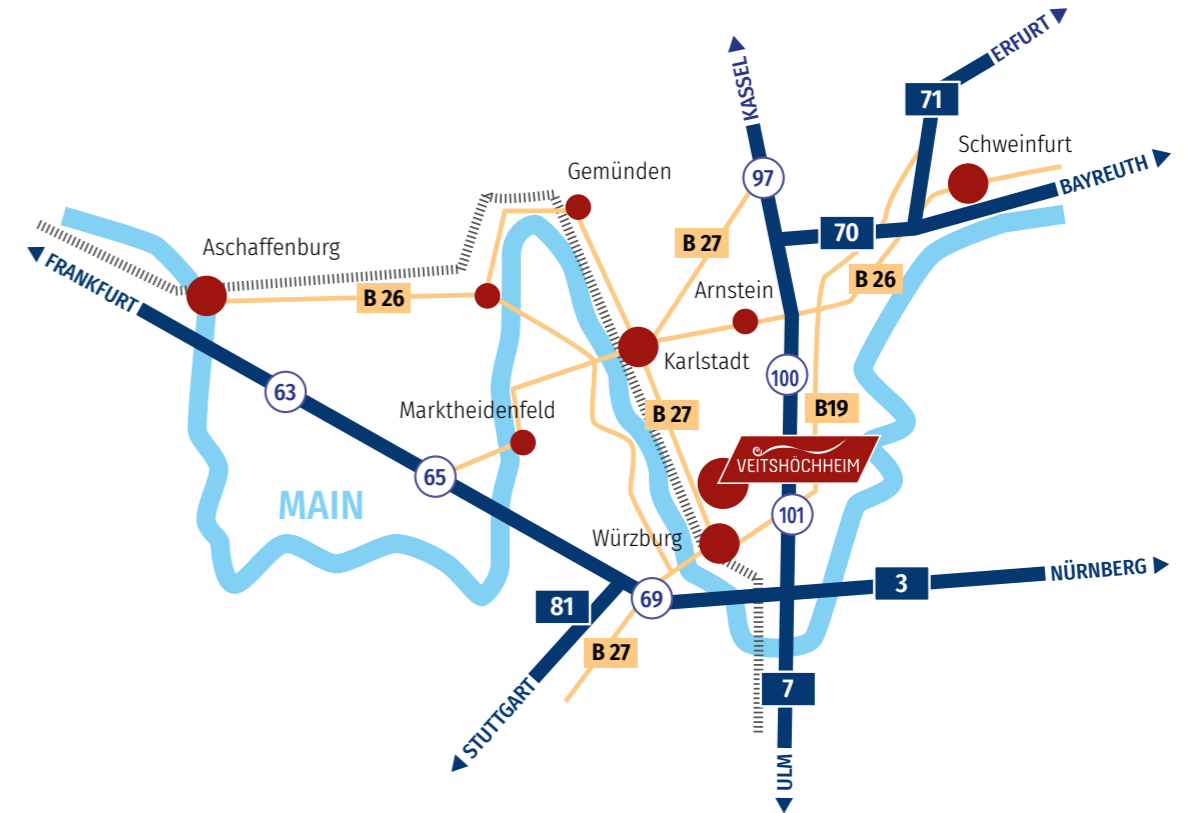 ERFURT
KASSEL
71
Schweinfurt
Gemünden
97
BAYREUTH
B 27
70
Aschaffenburg
FRANKFURT
B 26
Arnstein
B 26
Karlstadt
63
100
Marktheidenfeld
B 27
B19
65
VEITSHÖCHHEIM
MAIN
101
Würzburg
NÜRNBERG
3
69
81
B 27
7
STUTTGART
ULM